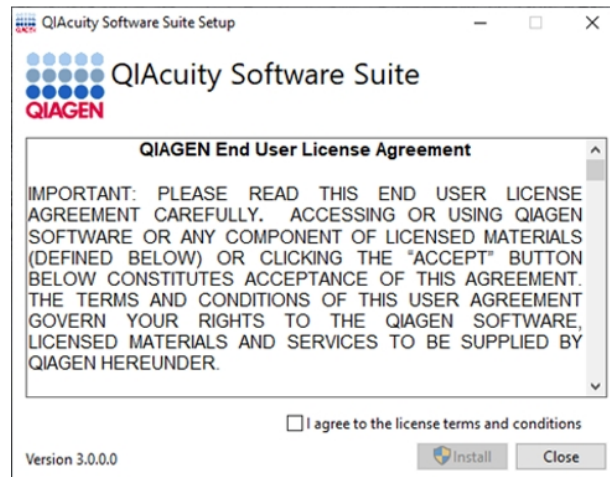 QIAcuity Software Suite Setup
QIAcuity Software Suite
QIAGEN
QIAGEN End User License Agreement
IMPORTANT: PLEASE READ THIS END USER LICENSE
AGREEMENT CAREFULLY. ACCESSING OR USING QIAGEN
SOFTWARE OR ANY COMPONENT OF LICENSED MATERIALS
(DEFINED BELOW) OR CLICKING THE “ACCEPT” BUTTON
BELOW CONSTITUTES ACCEPTANCE OF THIS AGREEMENT.
THE TERMS AND CONDITIONS OF THIS USER AGREEMENT
GOVERN YOUR RIGHTS TO THE QIAGEN SOFTWARE,
LICENSED MATERIALS AND SERVICES TO BE SUPPLIED BY
QIAGEN HEREUNDER.
I agree to the license terms and conditions
Version 3.0.0.0
Install
Close